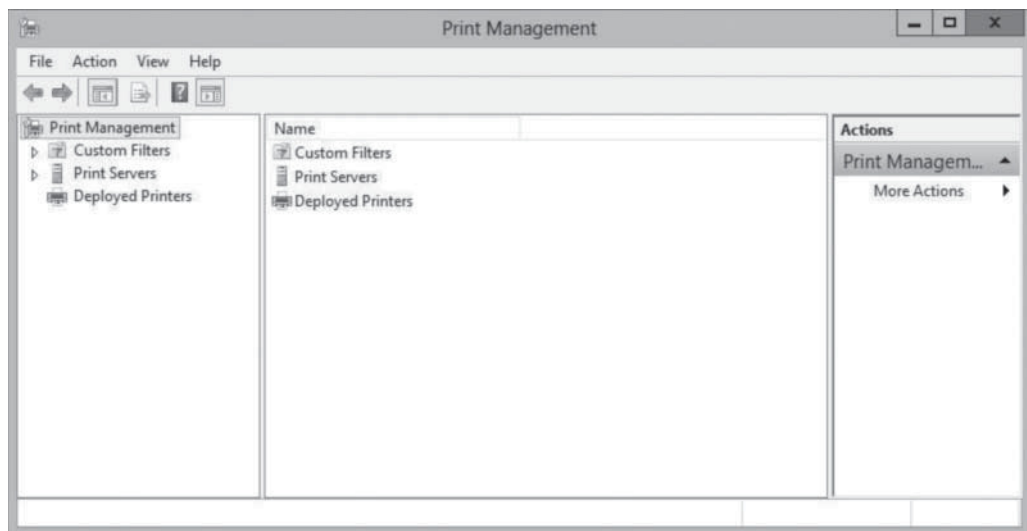 Print Management
File Action View Help
Print Management
Custom Filters
Print Servers
Deployed Printers
Name
Custom Filters
Print Servers
Deployed Printers
Actions
Print Managem...
More Actions